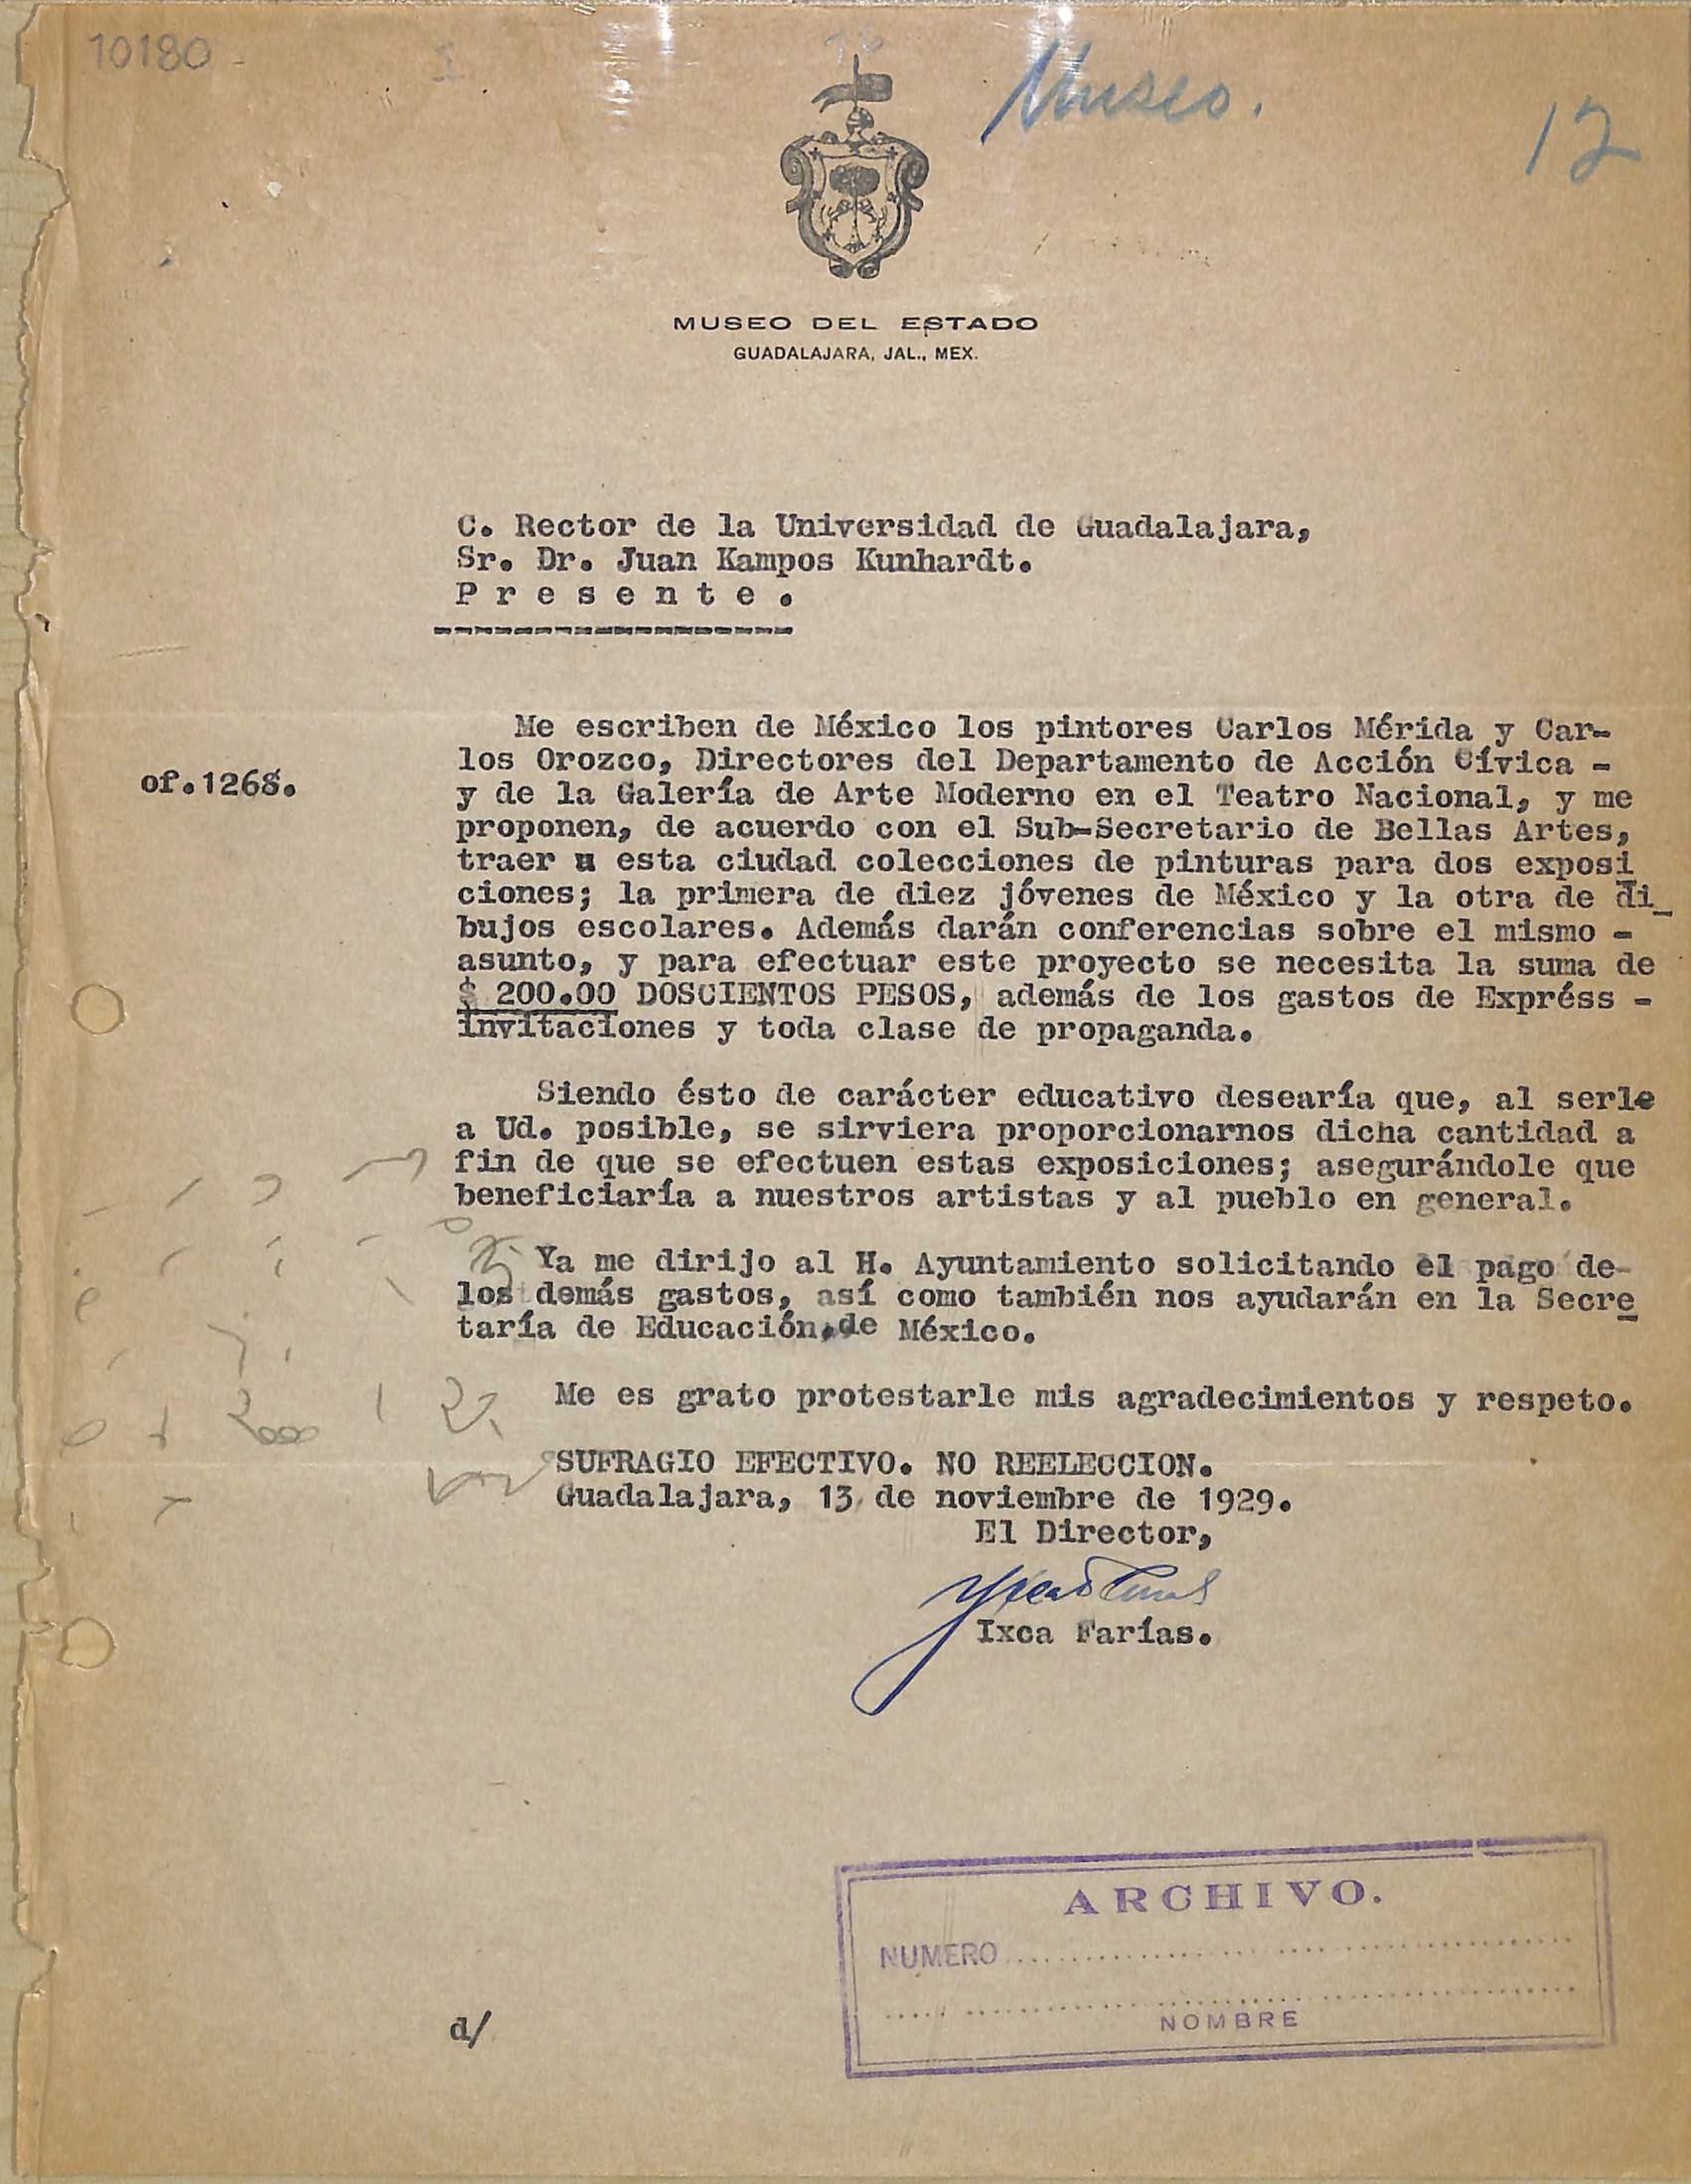 10180
Museo.
12
MUSEO DEL ESTADO
GUADALAJARA, JAL., MEX.
C. Rector de la Universidad de Guadalajara,
Sr. Dr. Juan Kampos Kunhardt.
P r e s e n t e .
------------------
Me escriben de México los pintores Carlos Mérida y Car-
los Orozco, Directores del Departamento de Acción Cívica -
of.1268.
y de la Galería de Arte Moderno en el Teatro Nacional, y me
proponen, de acuerdo con el Sub-Secretario de Bellas Artes,
traer a esta ciudad colecciones de pinturas para dos exposi
ciones; la primera de diez jóvenes de México y la otra de di_
bujos escolares. Además darán conferencias sobre el mismo -
asunto, y para efectuar este proyecto se necesita la suma de
$ 200.00 DOSCIENTOS PESOS, además de los gastos de Expréss -
invitaciones y toda clase de propaganda.
Siendo ésto de carácter educativo desearía que, al serle
a Ud. posible, se sirviera proporcionarnos dicha cantidad a
fin de que se efectuen estas exposiciones; asegurándole que
beneficiaría a nuestros artistas y al pueblo en general.
Ya me dirijo al H. Ayuntamiento solicitando el pago de-
los demás gastos, así como también nos ayudarán en la Secre
taría de Educación,de México.
Me es grato protestarle mis agradecimientos y respeto.
SUFRAGIO EFECTIVO. NO REELECCION.
Guadalajara, 13 de noviembre de 1929.
El Director,
Ixca Farías.
ARCHIVO.
NUMERO
NOMBRE
d/